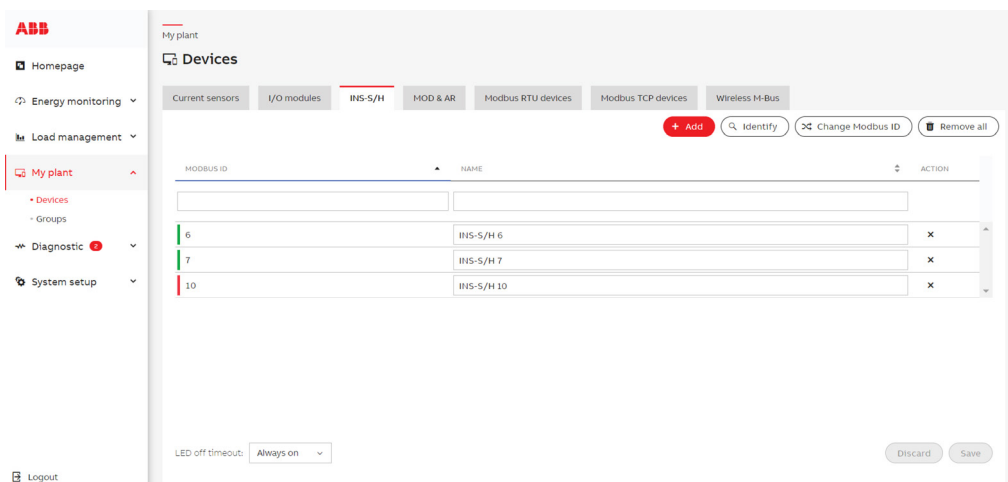 ABB
Homepage
Energy monitoring
Load management
My plant
Devices
Groups
Diagnostic 2
System setup
Logout
My plant
Devices
Current sensors I/O modules INS-S/H MOD & AR Modbus RTU devices Modbus TCP devices Wireless M-Bus
+ Add Identify Change Modbus ID Remove all
MODBUS ID NAME ACTION
6 INS-S/H 6
7 INS-S/H 7
10 INS-S/H 10
LED off timeout: Always on Discard Save